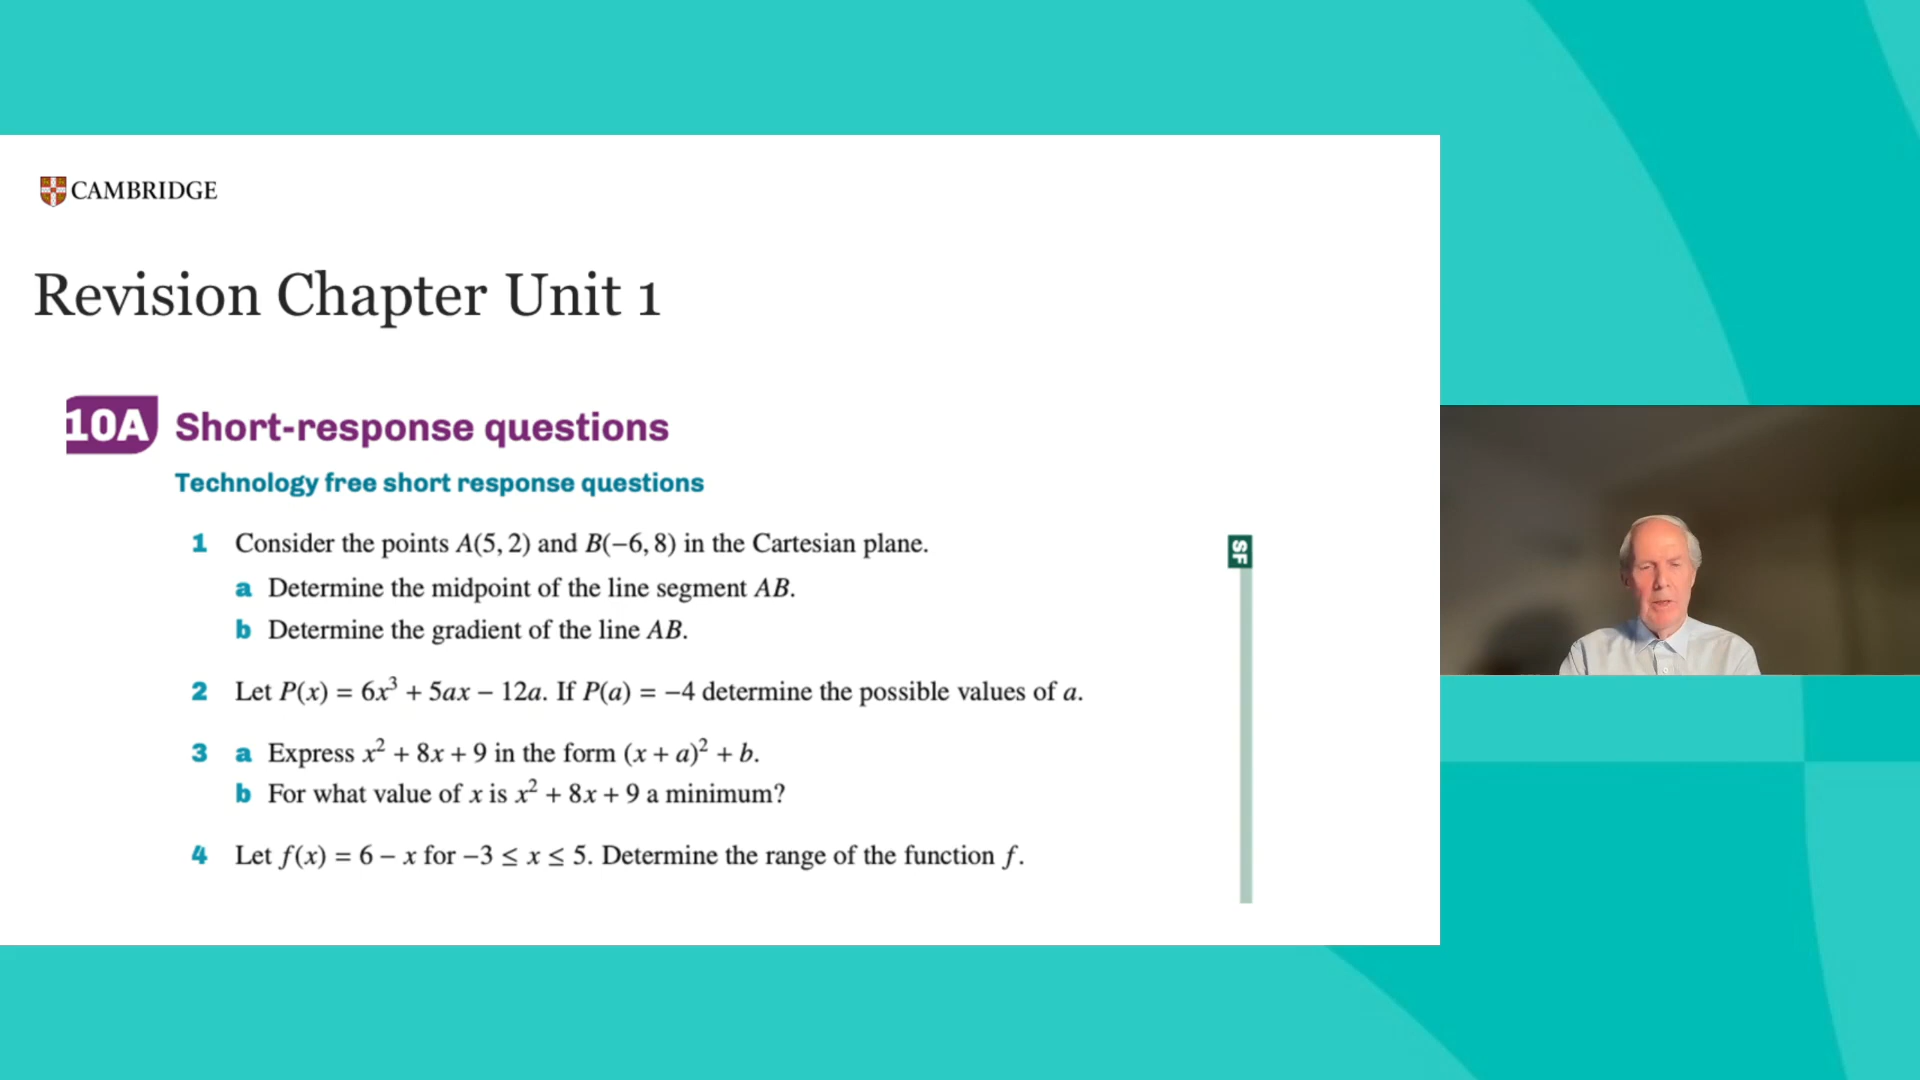 CAMBRIDGE
Revision Chapter Unit 1
10A Short-response questions
Technology free short response questions
1 Consider the points A(5, 2) and B(−6, 8) in the Cartesian plane.
a Determine the midpoint of the line segment AB.
b Determine the gradient of the line AB.
2 Let P(x) = 6x³ + 5ax − 12a. If P(a) = −4 determine the possible values of a.
3 a Express x² + 8x + 9 in the form (x + a)² + b.
b For what value of x is x² + 8x + 9 a minimum?
4 Let f(x) = 6 − x for −3 ≤ x ≤ 5. Determine the range of the function f.
SF